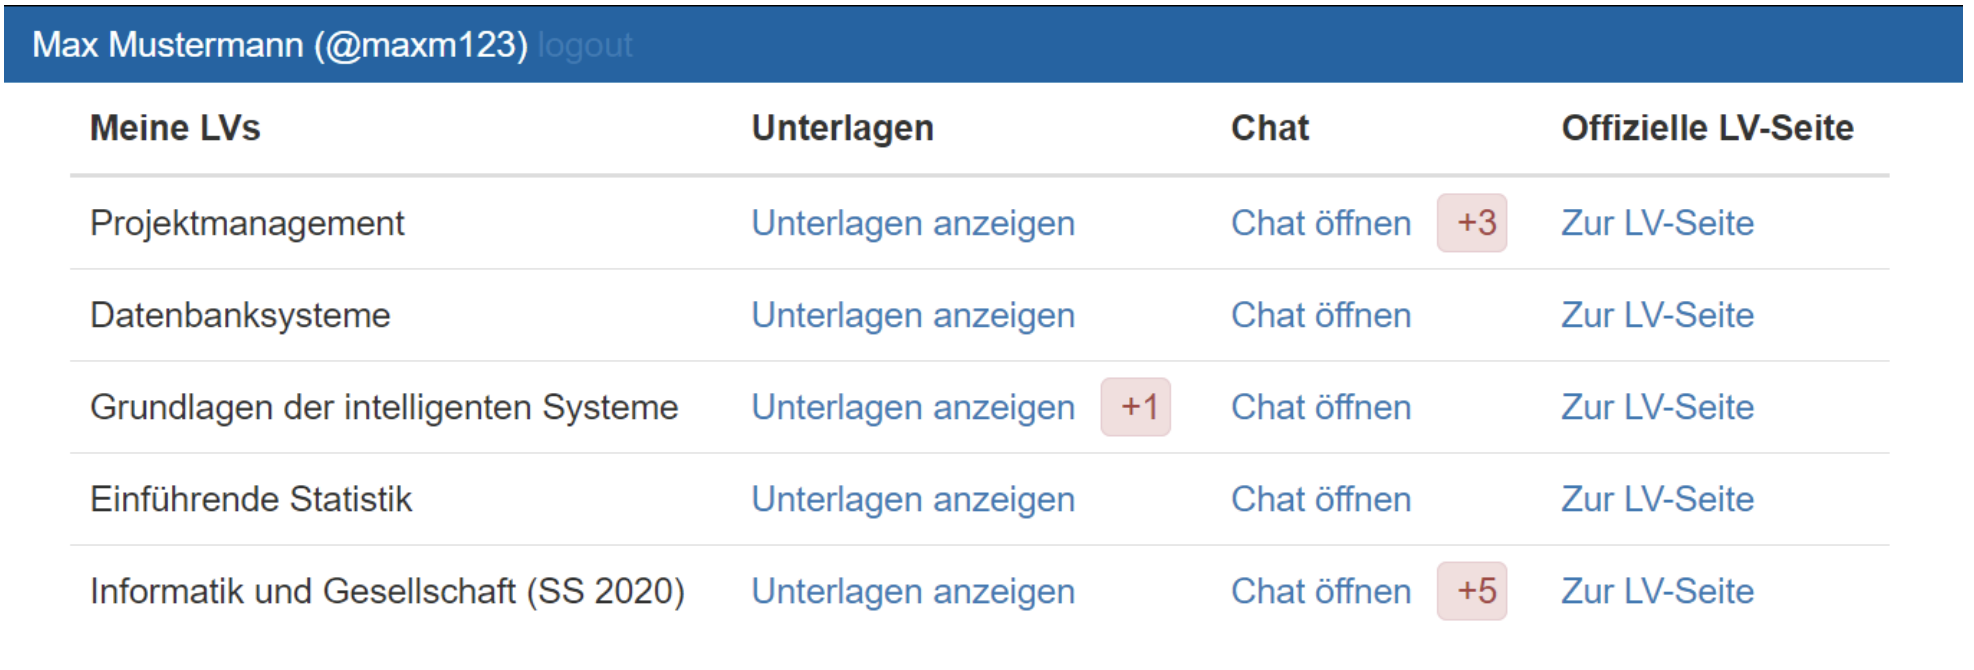 Max Mustermann (@maxm123) logout
Meine LVs Unterlagen Chat Offizielle LV-Seite
Projektmanagement Unterlagen anzeigen Chat öffnen +3 Zur LV-Seite
Datenbanksysteme Unterlagen anzeigen Chat öffnen Zur LV-Seite
Grundlagen der intelligenten Systeme Unterlagen anzeigen +1 Chat öffnen Zur LV-Seite
Einführende Statistik Unterlagen anzeigen Chat öffnen Zur LV-Seite
Informatik und Gesellschaft (SS 2020) Unterlagen anzeigen Chat öffnen +5 Zur LV-Seite